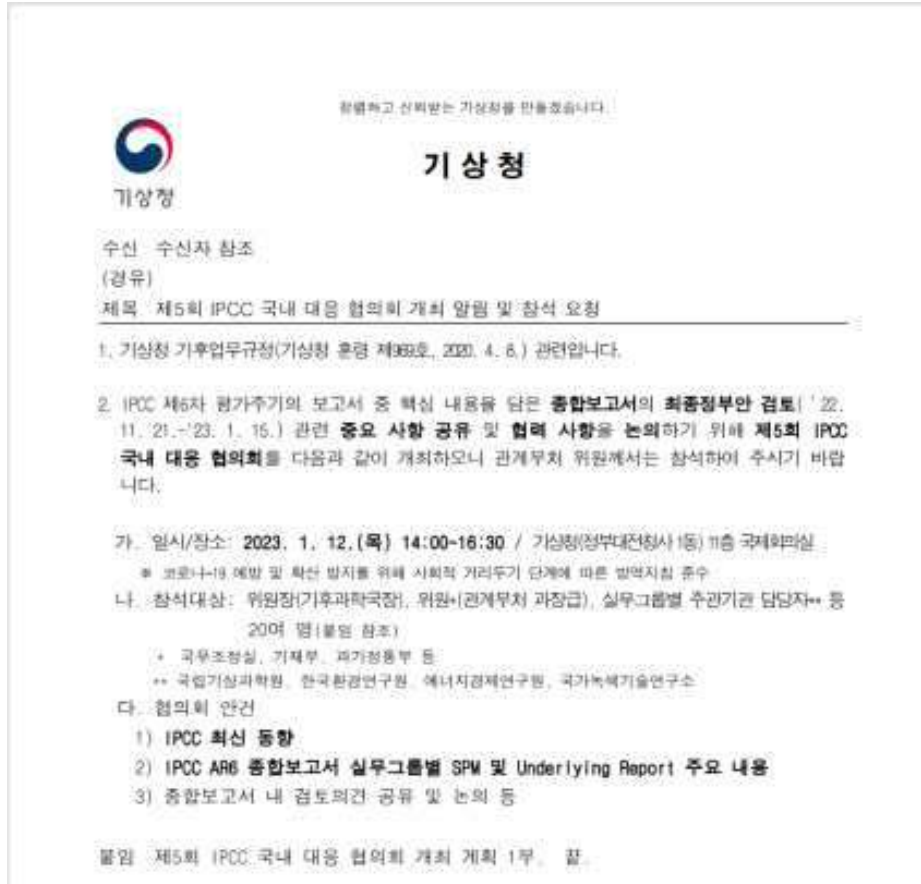 청렴하고 신뢰받는 기상청을 만들겠습니다.
기상청
기상청
수신 수신자 참조
(경유)
제목 제5회 IPCC 국내 대응 협의회 개최 알림 및 참석 요청
1. 기상청 기후업무규정(기상청 훈령 제969호, 2020. 4. 6.) 관련입니다.
2. IPCC 제6차 평가주기의 보고서 중 핵심 내용을 담은 종합보고서의 최종정부안 검토( '22.
11. 21.~'23. 1. 15.) 관련 중요 사항 공유 및 협력 사항을 논의하기 위해 제5회 IPCC
국내 대응 협의회를 다음과 같이 개최하오니 관계부처 위원께서는 참석하여 주시기 바랍
니다.
가. 일시/장소: 2023. 1. 12.(목) 14:00~16:30 / 기상청(정부대전청사 1동) 11층 국제회의실
※ 코로나-19 예방 및 확산 방지를 위해 사회적 거리두기 단계에 따른 방역지침 준수
나. 참석대상: 위원장(기후과학국장), 위원*(관계부처 과장급), 실무그룹별 주관기관 담당자** 등
20여 명(붙임 참조)
* 국무조정실, 기재부, 과기정통부 등
** 국립기상과학원, 한국환경연구원, 에너지경제연구원, 국가녹색기술연구소
다. 협의회 안건
1) IPCC 최신 동향
2) IPCC AR6 종합보고서 실무그룹별 SPM 및 Underlying Report 주요 내용
3) 종합보고서 내 검토의견 공유 및 논의 등
붙임 제5회 IPCC 국내 대응 협의회 개최 계획 1부. 끝.